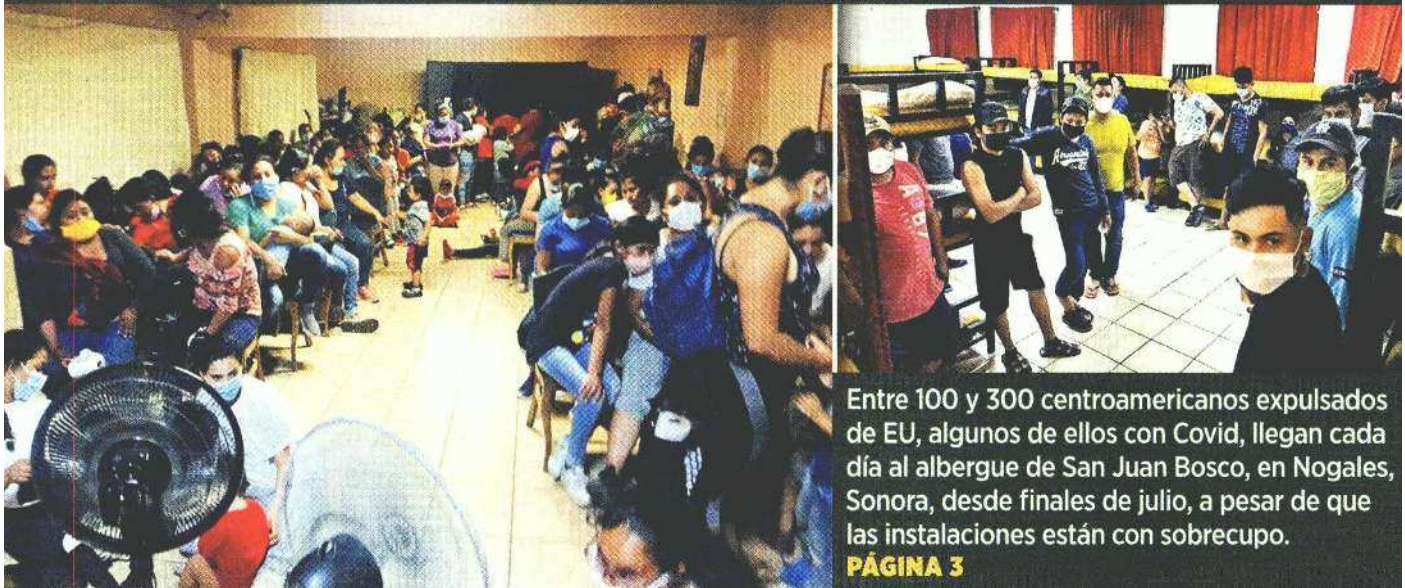 Entre 100 y 300 centroamericanos expulsados
de EU, algunos de ellos con Covid, llegan cada
día al albergue de San Juan Bosco, en Nogales,
Sonora, desde finales de julio, a pesar de que
las instalaciones están con sobrecupo.
PÁGINA 3